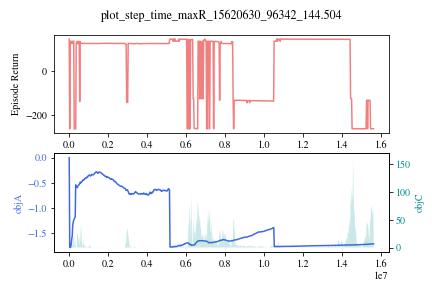 plot_step_time_maxR_15620630_96342_144.504
Episode Return
0
−200
0.0 0.2 0.4 0.6 0.8 1.0 1.2 1.4 1.6
objA
0.0
−0.5
−1.0
−1.5
150
100
50
0
objC
0.0 0.2 0.4 0.6 0.8 1.0 1.2 1.4 1.6
1e7